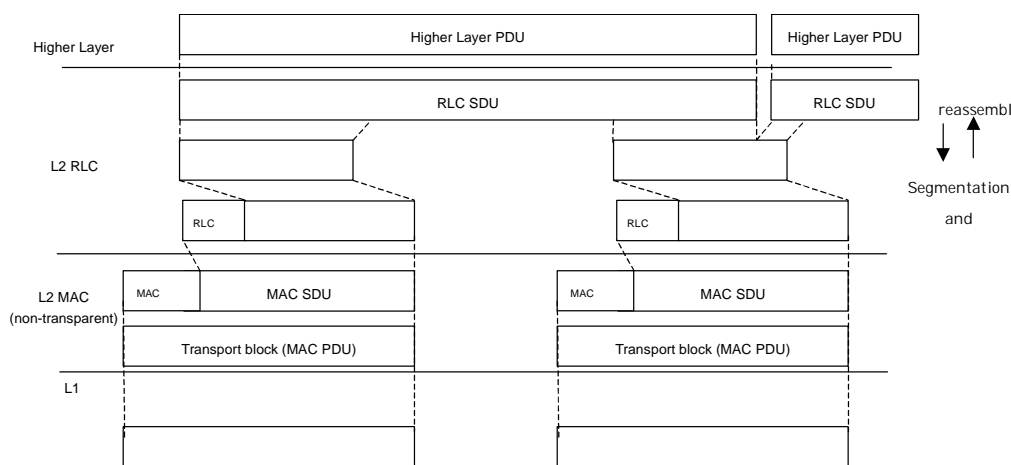 Higher Layer PDU
Higher Layer PDU
Higher Layer
RLC SDU
RLC SDU
reassembl
L2 RLC
Segmentation
and
RLC
RLC
L2 MAC
(non-transparent)
MAC
MAC SDU
MAC
MAC SDU
Transport block (MAC PDU)
Transport block (MAC PDU)
L1